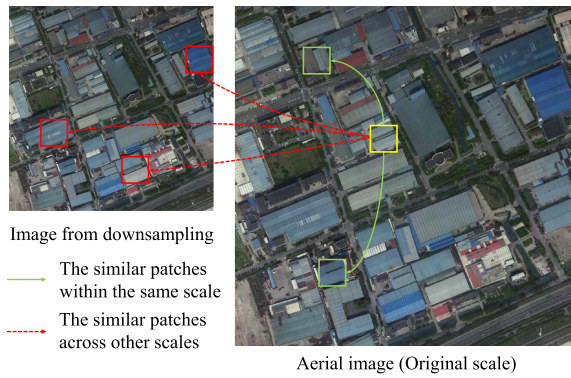 Image from downsampling
The similar patches
within the same scale
The similar patches
across other scales
Aerial image (Original scale)